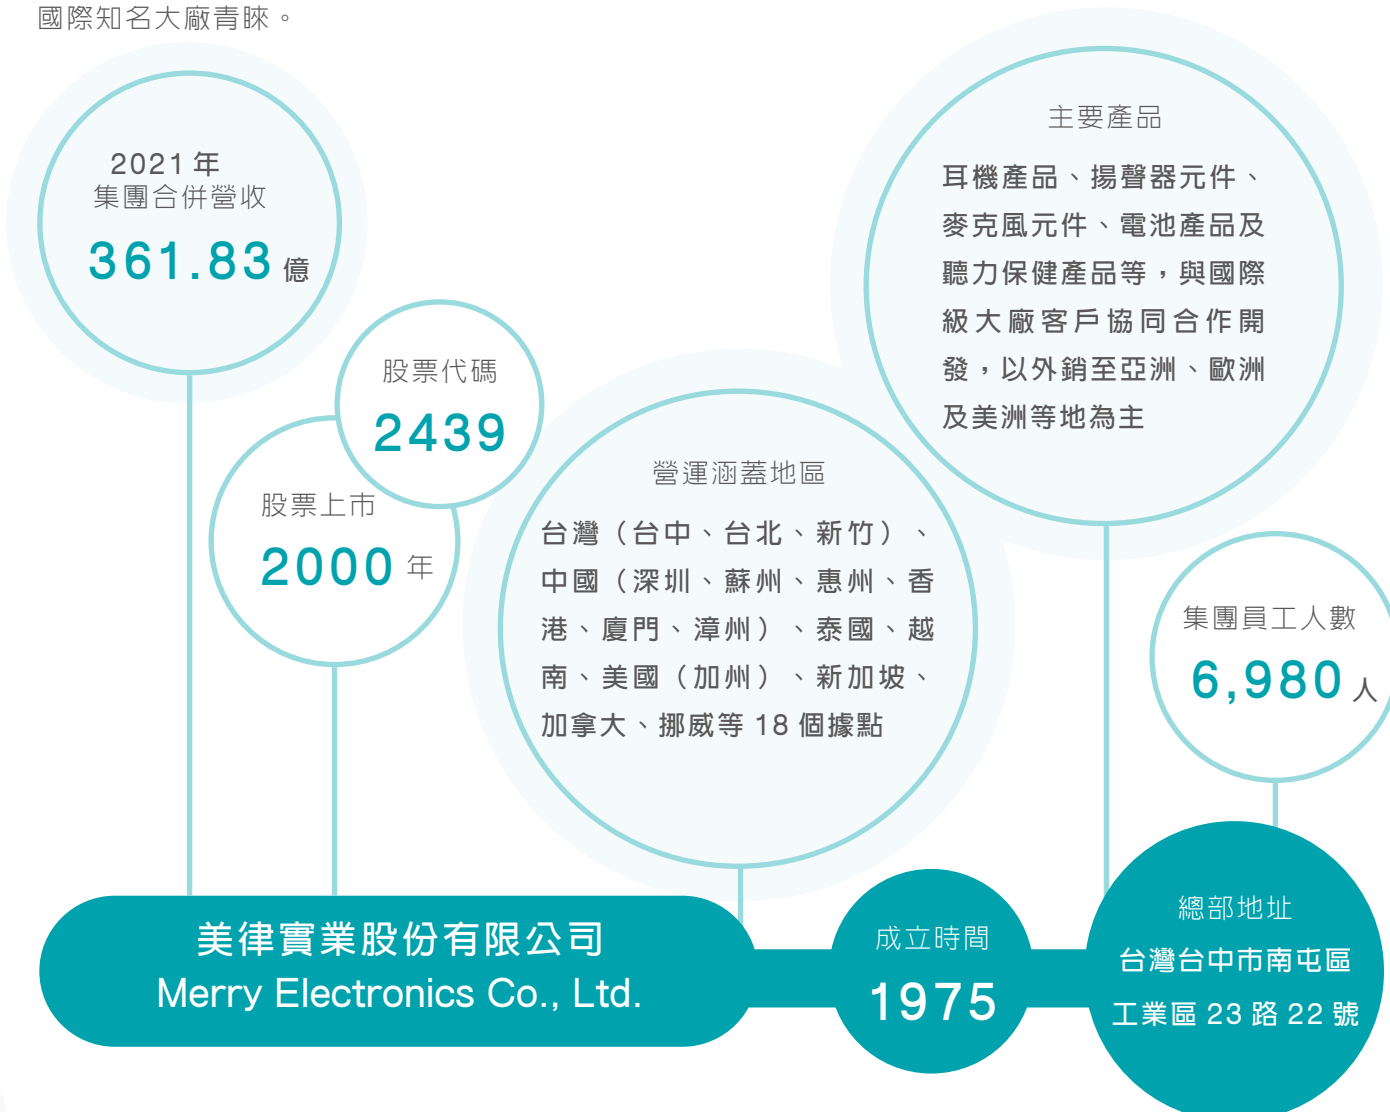 國際知名大廠青睞。
2021 年
集團合併營收
361.83 億
股票代碼
2439
股票上市
2000 年
營運涵蓋地區
台灣（台中、台北、新竹）、
中國（深圳、蘇州、惠州、香
港、廈門、漳州）、泰國、越
南、美國（加州）、新加坡、
加拿大、挪威等 18 個據點
主要產品
耳機產品、揚聲器元件、
麥克風元件、電池產品及
聽力保健產品等，與國際
級大廠客戶協同合作開
發，以外銷至亞洲、歐洲
及美洲等地為主
集團員工人數
6,980 人
美律實業股份有限公司
Merry Electronics Co., Ltd.
成立時間
1975
總部地址
台灣台中市南屯區
工業區 23 路 22 號